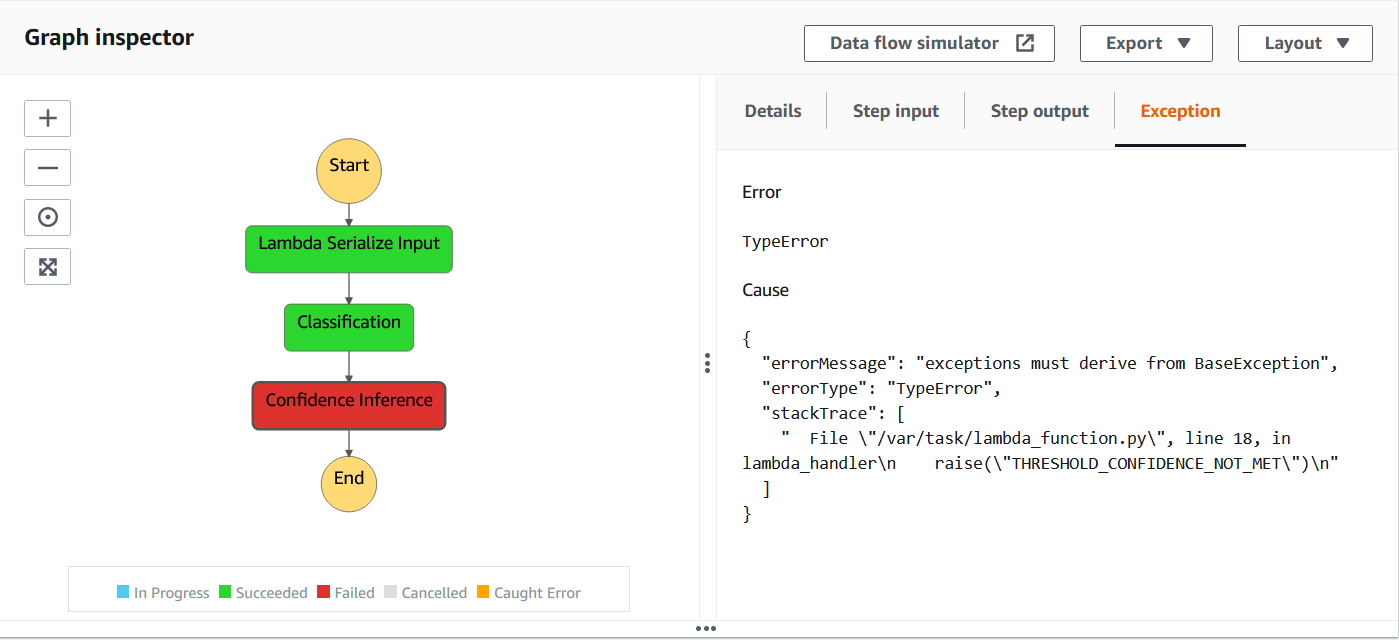 Graph inspector
Data flow simulator
Export
Layout
Start
Lambda Serialize Input
Classification
Confidence Inference
End
In Progress
Succeeded
Failed
Cancelled
Caught Error
Details
Step input
Step output
Exception
Error
TypeError
Cause
{
"errorMessage": "exceptions must derive from BaseException",
"errorType": "TypeError",
"stackTrace": [
"  File \"/var/task/lambda_function.py\", line 18, in
lambda_handler\n    raise(\"THRESHOLD_CONFIDENCE_NOT_MET\")\n"
]
}